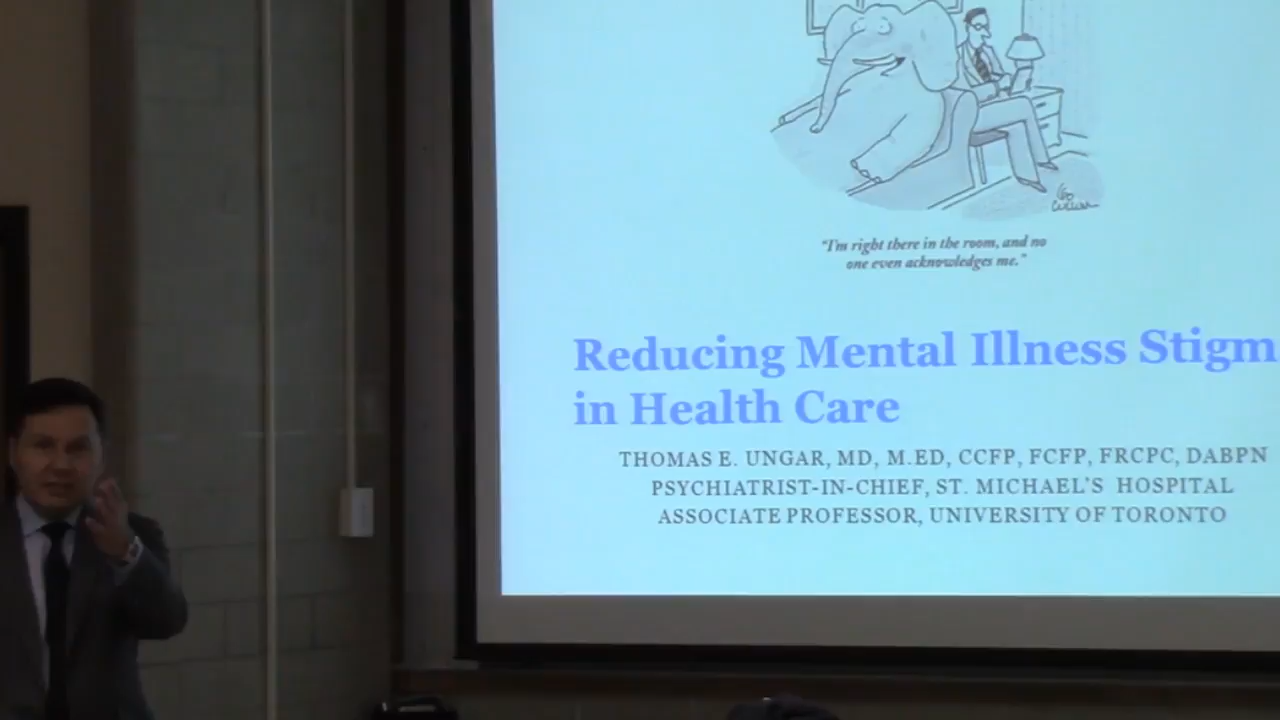 "I'm right there in the room, and no
one even acknowledges me."
Reducing Mental Illness Stigm
in Health Care
THOMAS E. UNGAR, MD, M.ED, CCFP, FCFP, FRCPC, DABPN
PSYCHIATRIST-IN-CHIEF, ST. MICHAEL'S HOSPITAL
ASSOCIATE PROFESSOR, UNIVERSITY OF TORONTO